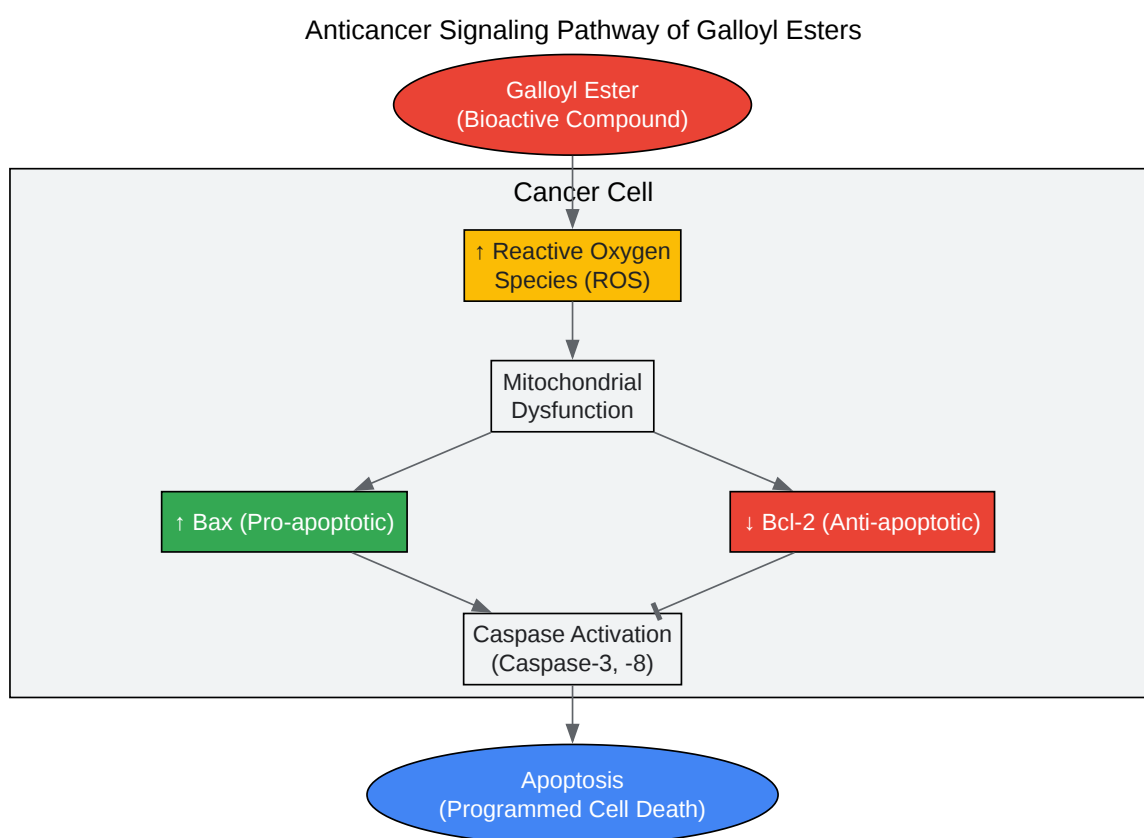 Anticancer Signaling Pathway of Galloyl Esters
Galloyl Ester
(Bioactive Compound)
Cancer Cell
↑ Reactive Oxygen
Species (ROS)
Mitochondrial
Dysfunction
↑ Bax (Pro-apoptotic)
↓ Bcl-2 (Anti-apoptotic)
Caspase Activation
(Caspase-3, -8)
Apoptosis
(Programmed Cell Death)